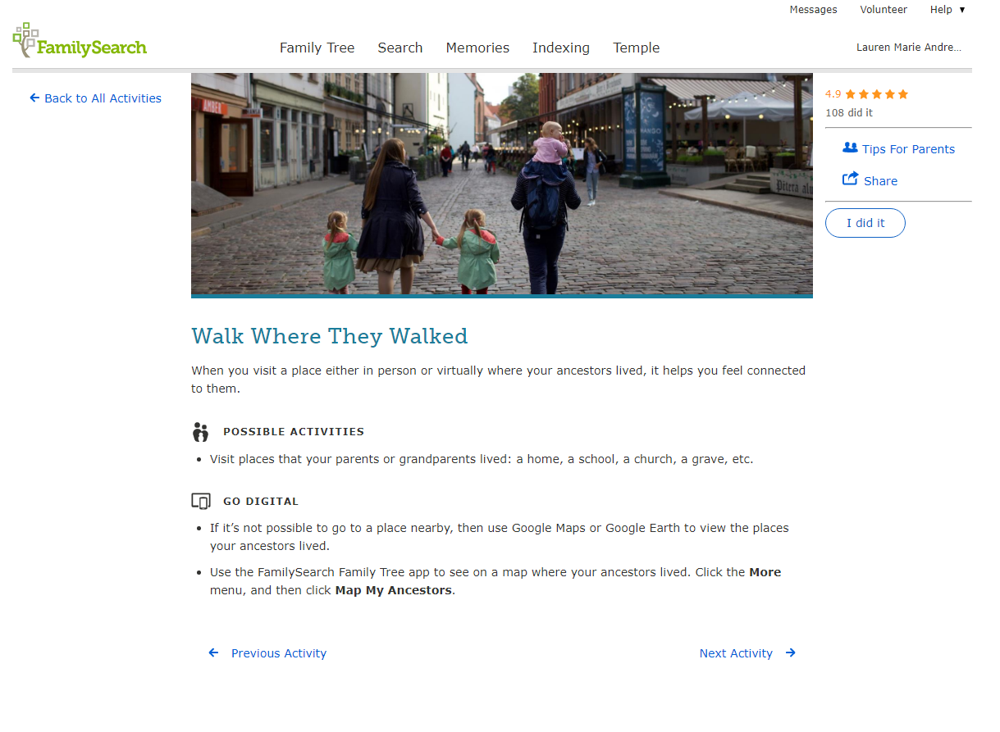 Messages Volunteer Help ▼
FamilySearch
Family Tree Search Memories Indexing Temple
Lauren Marie Andre...
← Back to All Activities
AMBER
MANGO
4.9 ★★★★★
108 did it
Tips For Parents
Share
I did it
Walk Where They Walked
When you visit a place either in person or virtually where your ancestors lived, it helps you feel connected
to them.
POSSIBLE ACTIVITIES
• Visit places that your parents or grandparents lived: a home, a school, a church, a grave, etc.
GO DIGITAL
• If it’s not possible to go to a place nearby, then use Google Maps or Google Earth to view the places
your ancestors lived.
• Use the FamilySearch Family Tree app to see on a map where your ancestors lived. Click the More
menu, and then click Map My Ancestors.
← Previous Activity
Next Activity →